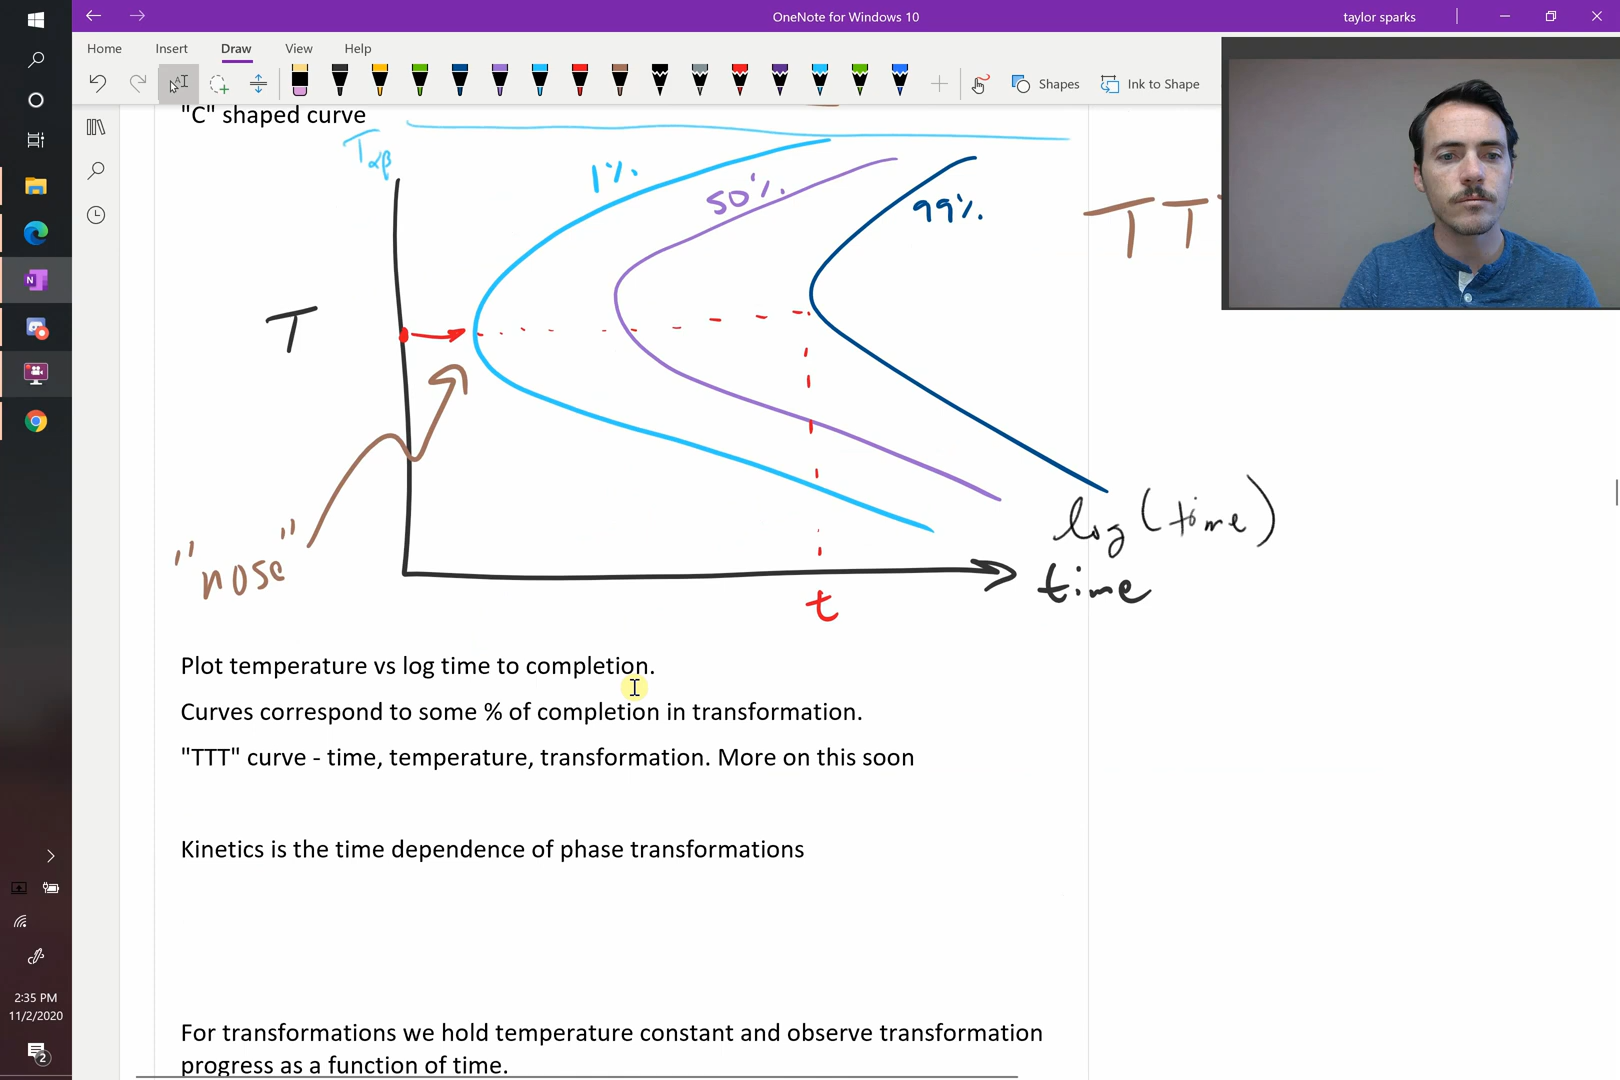 OneNote for Windows 10
taylor sparks
Home Insert Draw View Help
Shapes
Ink to Shape
"C" shaped curve
Tαβ
1%
50%
99%
TT
T
"nose"
log(time)
time
t
Plot temperature vs log time to completion.
Curves correspond to some % of completion in transformation.
"TTT" curve - time, temperature, transformation. More on this soon
Kinetics is the time dependence of phase transformations
For transformations we hold temperature constant and observe transformation
progress as a function of time.
2:35 PM
11/2/2020
2